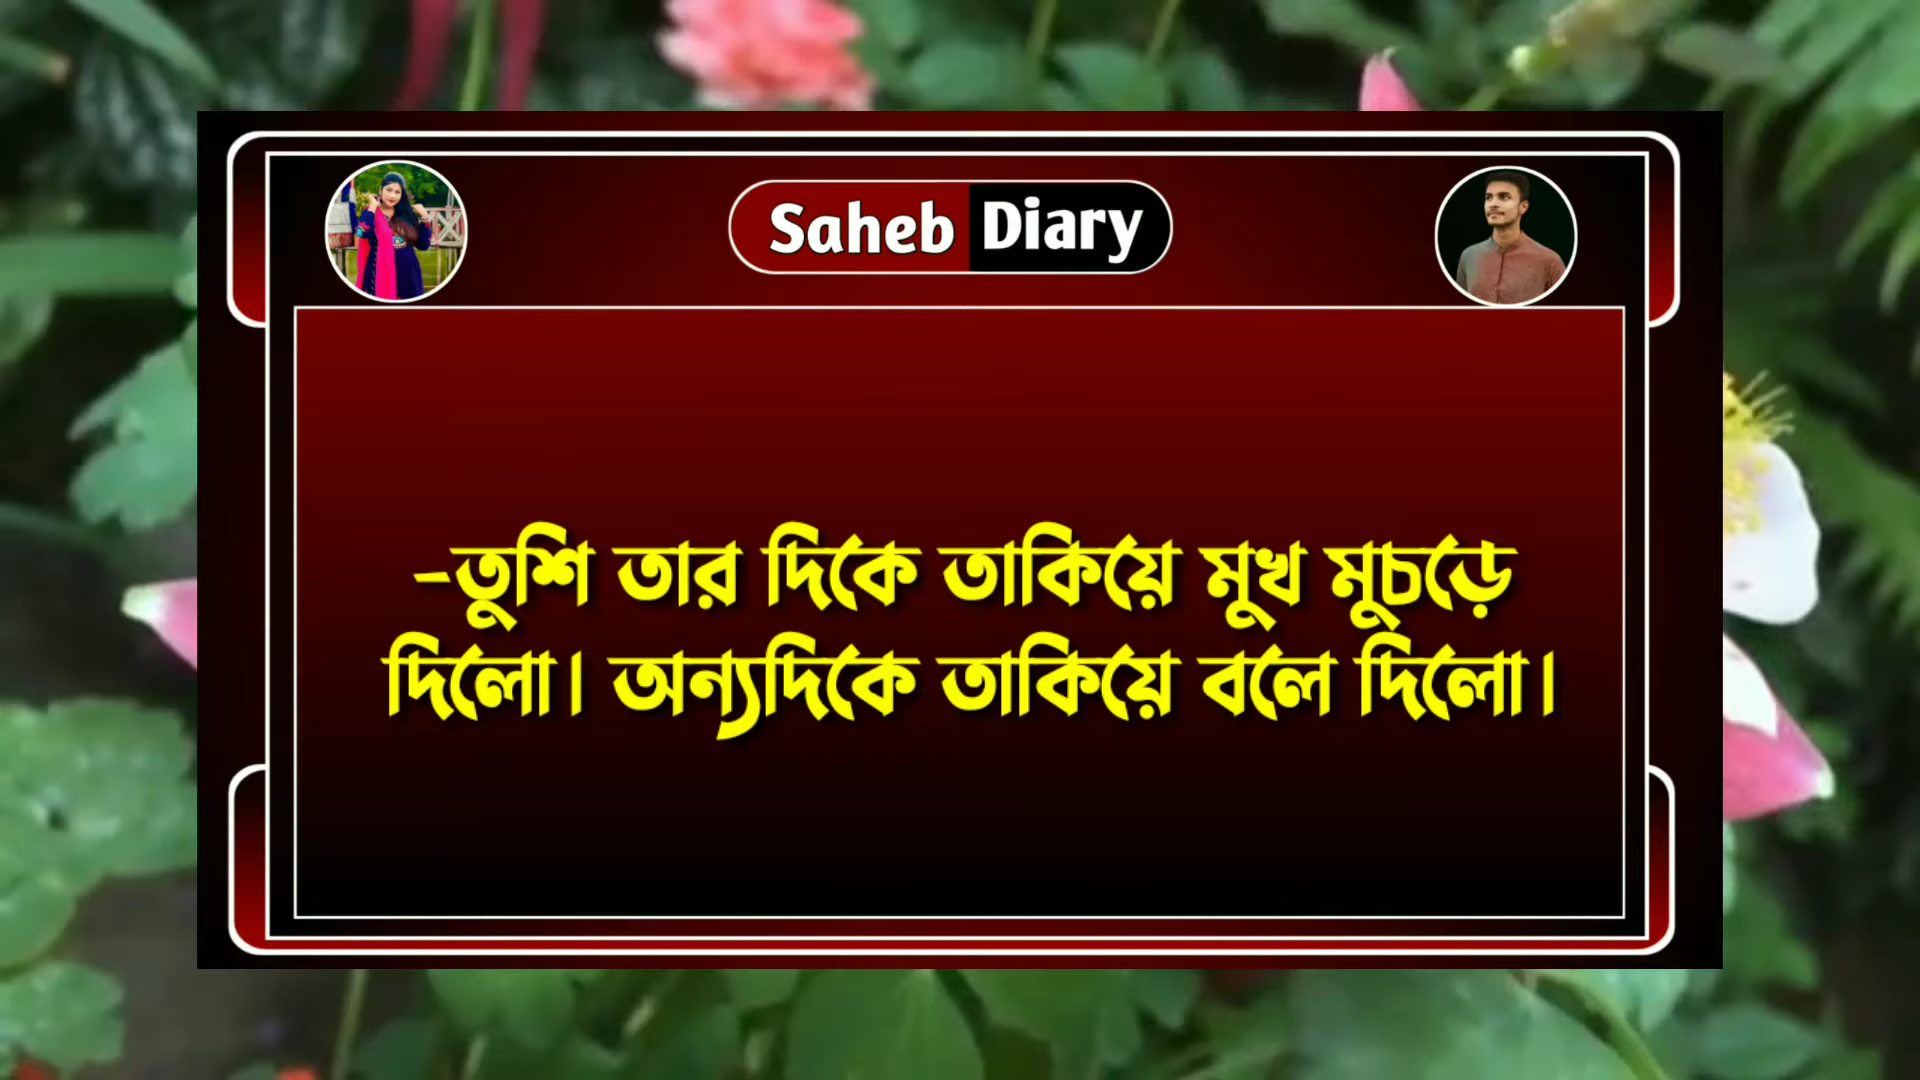 Saheb Diary
-তুশি তার দিকে তাকিয়ে মুখ মুচড়ে
দিলো। অন্যদিকে তাকিয়ে বলে দিলো।